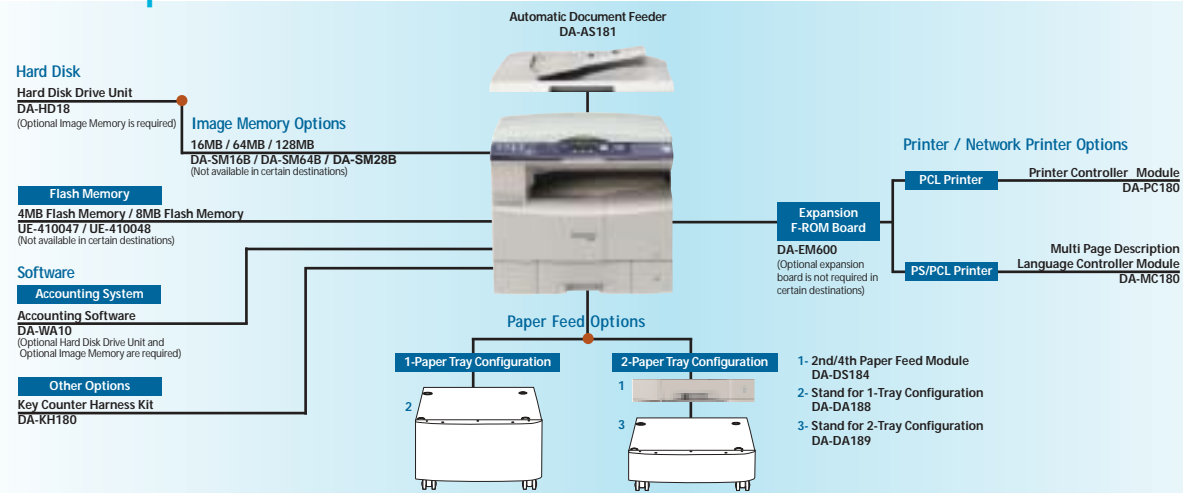 Automatic Document Feeder
DA-AS181
Hard Disk
Hard Disk Drive Unit
DA-HD18
(Optional Image Memory is required)
Image Memory Options
16MB / 64MB / 128MB
DA-SM16B / DA-SM64B / DA-SM28B
(Not available in certain destinations)
Flash Memory
4MB Flash Memory / 8MB Flash Memory
UE-410047 / UE-410048
(Not available in certain destinations)
Software
Accounting System
Accounting Software
DA-WA10
(Optional Hard Disk Drive Unit and
Optional Image Memory are required)
Other Options
Key Counter Harness Kit
DA-KH180
Printer / Network Printer Options
PCL Printer
Printer Controller Module
DA-PC180
Expansion
F-ROM Board
DA-EM600
(Optional expansion
board is not required in
certain destinations)
PS/PCL Printer
Multi Page Description
Language Controller Module
DA-MC180
Paper Feed Options
1-Paper Tray Configuration
2
2-Paper Tray Configuration
1
3
1- 2nd/4th Paper Feed Module
DA-DS184
2- Stand for 1-Tray Configuration
DA-DA188
3- Stand for 2-Tray Configuration
DA-DA189